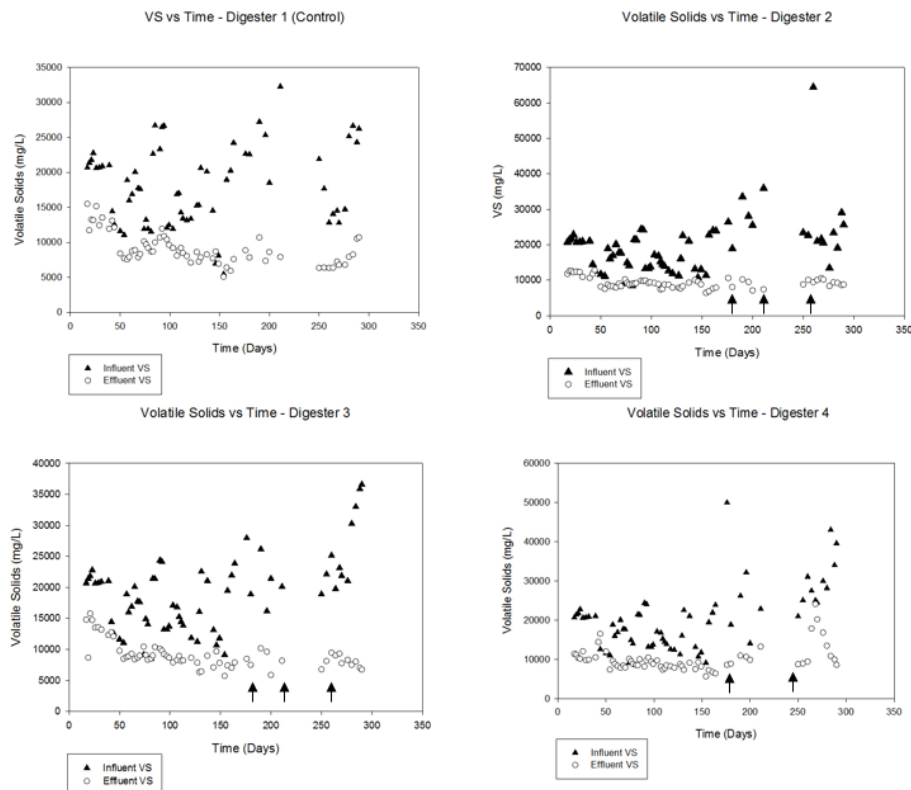 VS vs Time - Digester 1 (Control)
35000
30000
25000
20000
15000
10000
5000
0
Volatile Solids (mg/L)
0 50 100 150 200 250 300 350
Time (Days)
Influent VS
Effluent VS
Volatile Solids vs Time - Digester 2
70000
60000
50000
40000
30000
20000
10000
0
VS (mg/L)
0 50 100 150 200 250 300 350
Time (Days)
Influent VS
Effluent VS
Volatile Solids vs Time - Digester 3
40000
35000
30000
25000
20000
15000
10000
5000
0
Volatile Solids (mg/L)
0 50 100 150 200 250 300 350
Time (Days)
Influent VS
Effluent VS
Volatile Solids vs Time - Digester 4
60000
50000
40000
30000
20000
10000
0
Volatile Solids (mg/L)
0 50 100 150 200 250 300 350
Time (Days)
Influent VS
Effluent VS